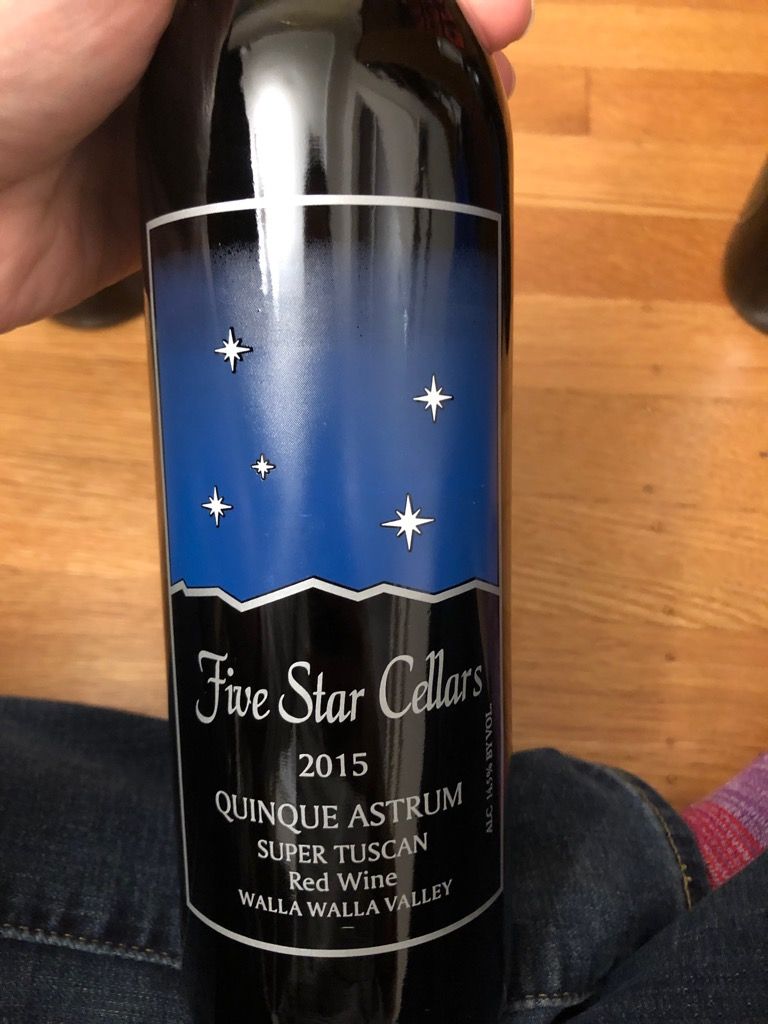 Five Star Cellars
2015
QUINQUE ASTRUM
SUPER TUSCAN
Red Wine
WALLA WALLA VALLEY
ALC. 14.5% BY VOL.